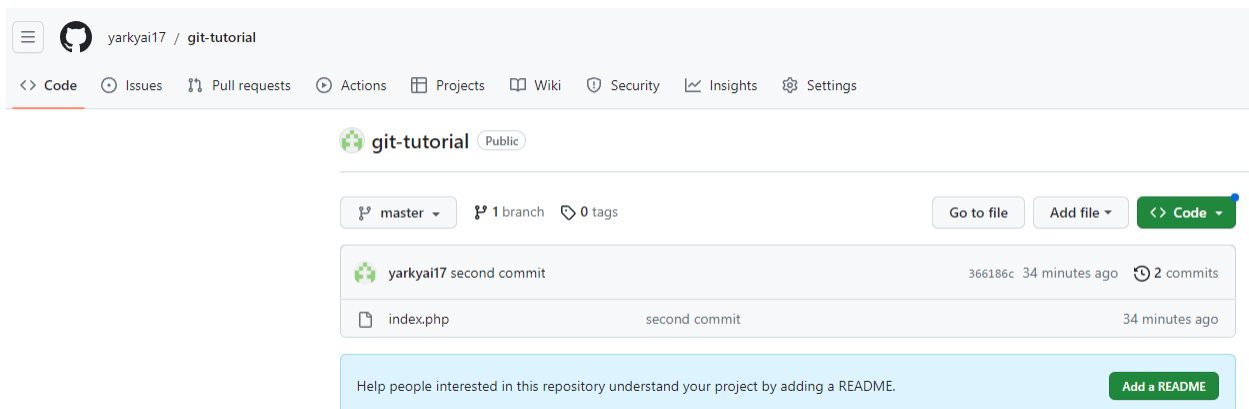 yarkyai17 / git-tutorial
Code Issues Pull requests Actions Projects Wiki Security Insights Settings
git-tutorial Public
master 1 branch 0 tags Go to file Add file Code
yarkyai17 second commit 366186c 34 minutes ago 2 commits
index.php second commit 34 minutes ago
Help people interested in this repository understand your project by adding a README. Add a README